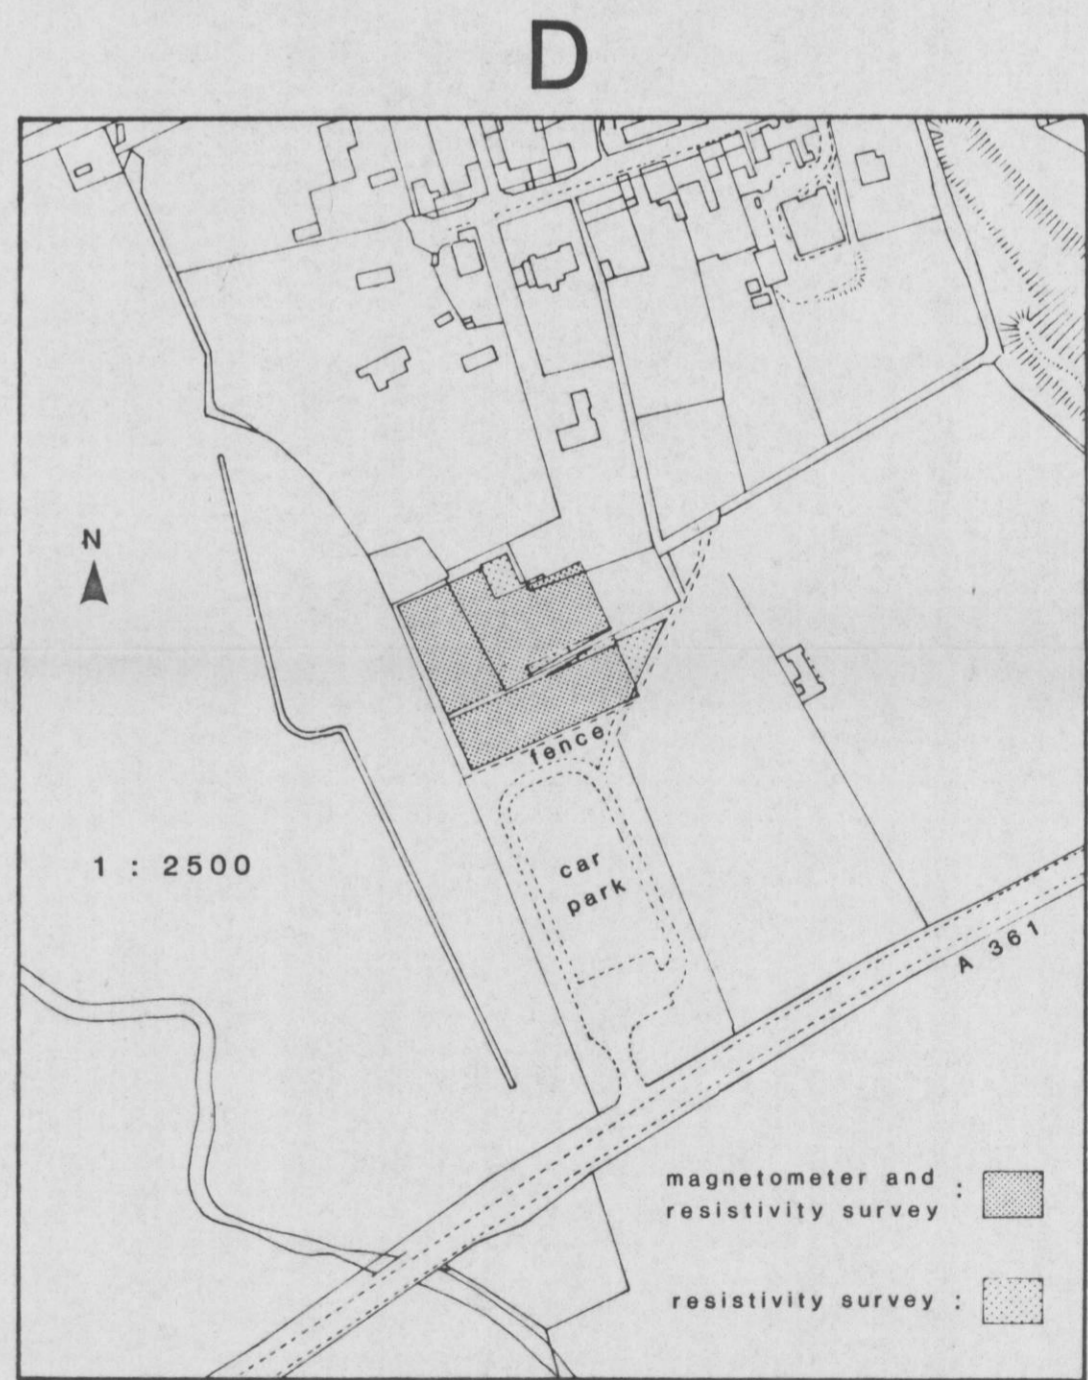 D
N
fence
1 : 2500
car
park
A 361
magnetometer and
resistivity survey :
resistivity survey :